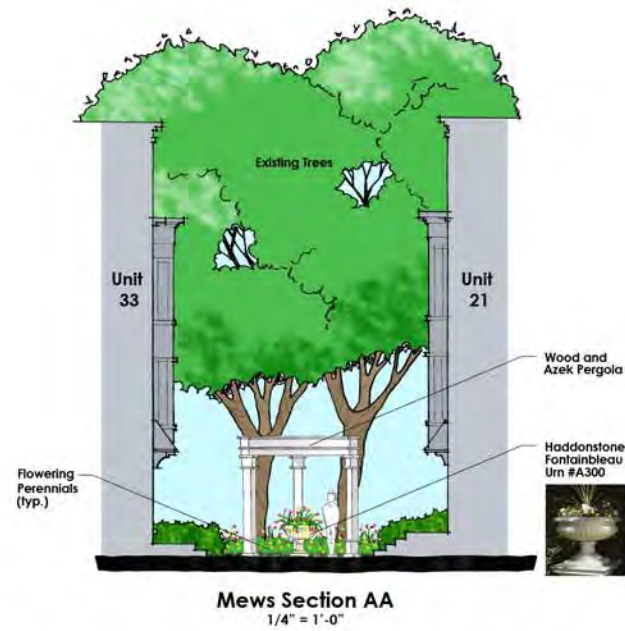 Existing Trees
Unit
33
Unit
21
Wood and
Azek Pergola
Haddonstone
Fontainbleau
Urn #A300
Flowering
Perennials
(typ.)
Mews Section AA
1/4" = 1'-0"